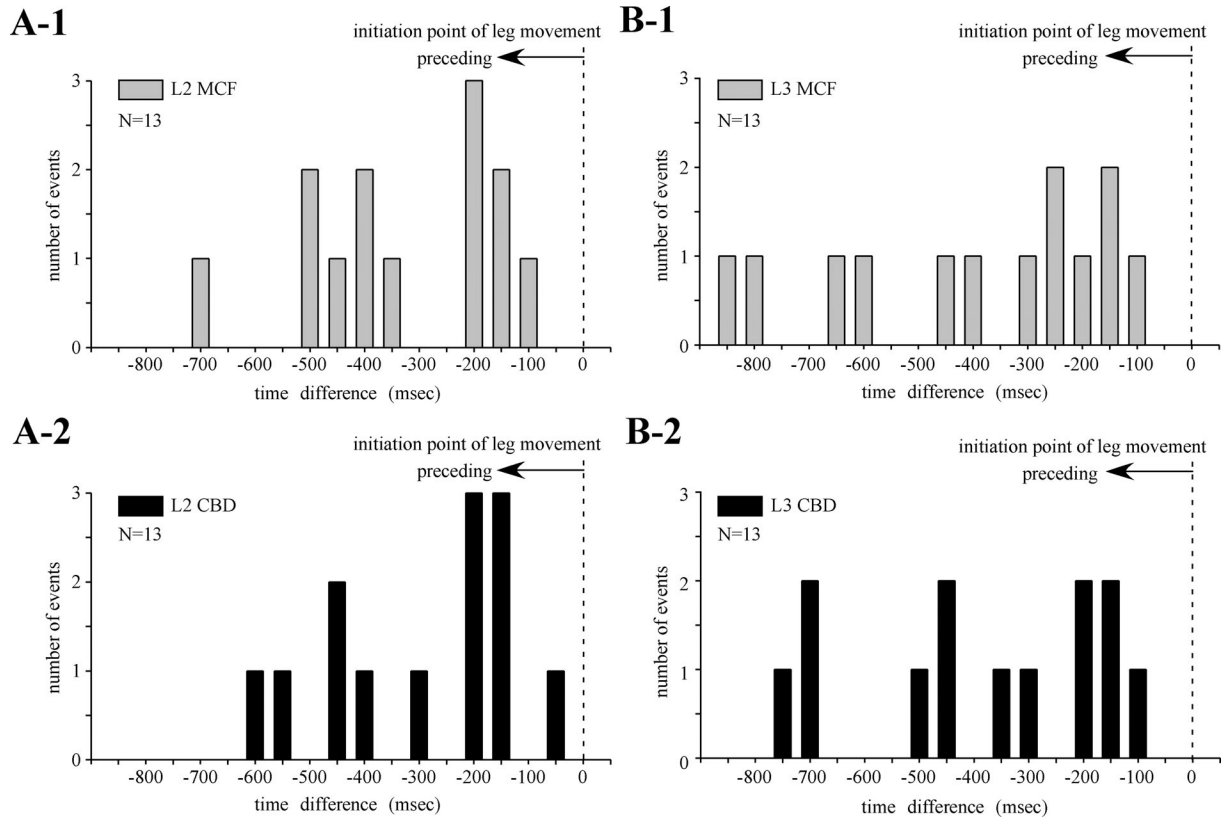 A-1
initiation point of leg movement
preceding
3
2
1
0
number of events
L2 MCF
N=13
-800 -700 -600 -500 -400 -300 -200 -100 0
time difference (msec)
B-1
initiation point of leg movement
preceding
3
2
1
0
number of events
L3 MCF
N=13
-800 -700 -600 -500 -400 -300 -200 -100 0
time difference (msec)
A-2
initiation point of leg movement
preceding
3
2
1
0
number of events
L2 CBD
N=13
-800 -700 -600 -500 -400 -300 -200 -100 0
time difference (msec)
B-2
initiation point of leg movement
preceding
3
2
1
0
number of events
L3 CBD
N=13
-800 -700 -600 -500 -400 -300 -200 -100 0
time difference (msec)